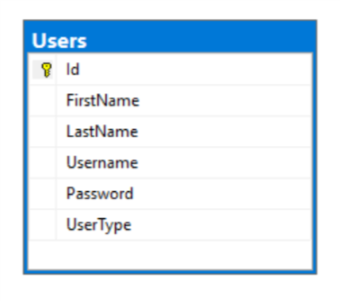 Users
Id
FirstName
LastName
Username
Password
UserType